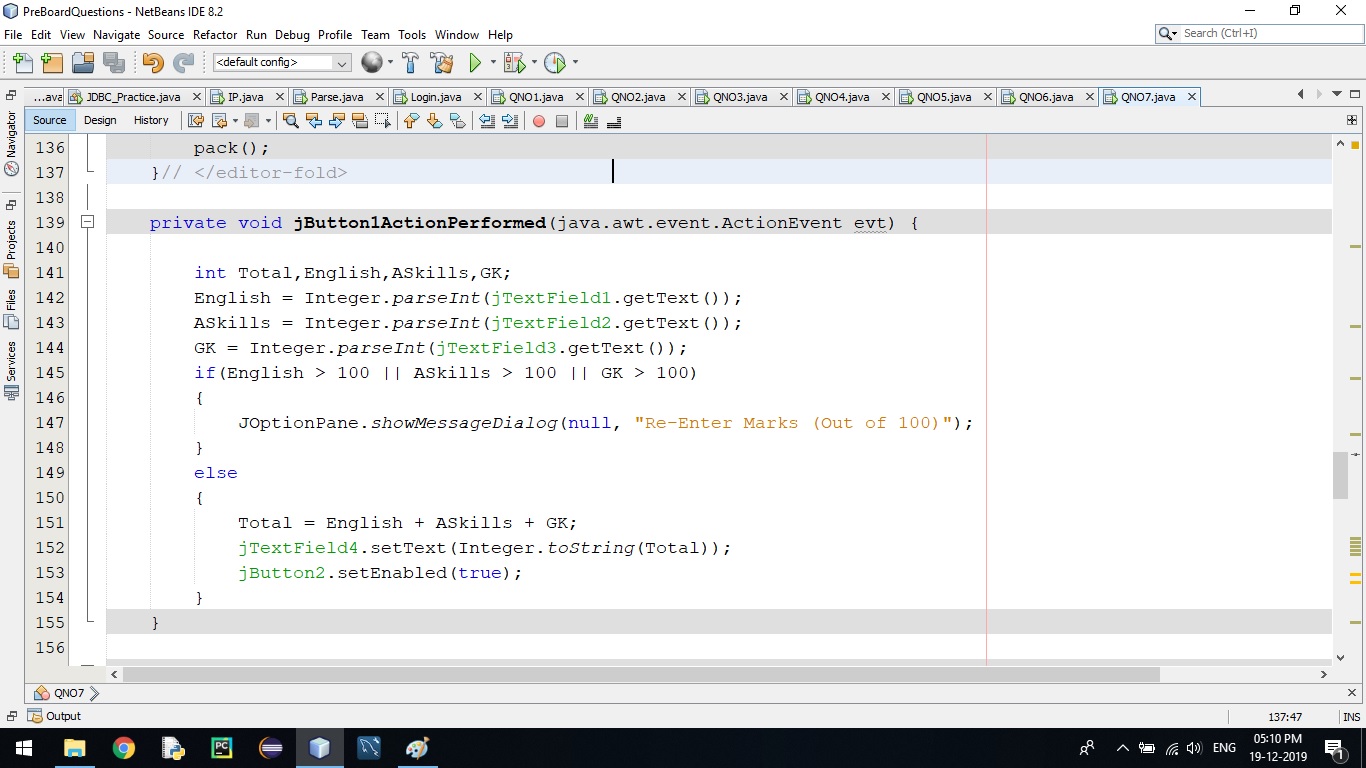 PreBoardQuestions - NetBeans IDE 8.2
File Edit View Navigate Source Refactor Run Debug Profile Team Tools Window Help
Search (Ctrl+I)
<default config>
...ava JDBC_Practice.java IP.java Parse.java Login.java QNO1.java QNO2.java QNO3.java QNO4.java QNO5.java QNO6.java QNO7.java
Source Design History
Navigator
Projects
Files
Services
136 pack();
137 }// </editor-fold>
138
139 private void jButton1ActionPerformed(java.awt.event.ActionEvent evt) {
140
141 int Total,English,ASkills,GK;
142 English = Integer.parseInt(jTextField1.getText());
143 ASkills = Integer.parseInt(jTextField2.getText());
144 GK = Integer.parseInt(jTextField3.getText());
145 if(English > 100 || ASkills > 100 || GK > 100)
146 {
147 JOptionPane.showMessageDialog(null, "Re-Enter Marks (Out of 100)");
148 }
149 else
150 {
151 Total = English + ASkills + GK;
152 jTextField4.setText(Integer.toString(Total));
153 jButton2.setEnabled(true);
154 }
155 }
156
QNO7
Output
137:47 INS
PC
ENG
05:10 PM
19-12-2019
1